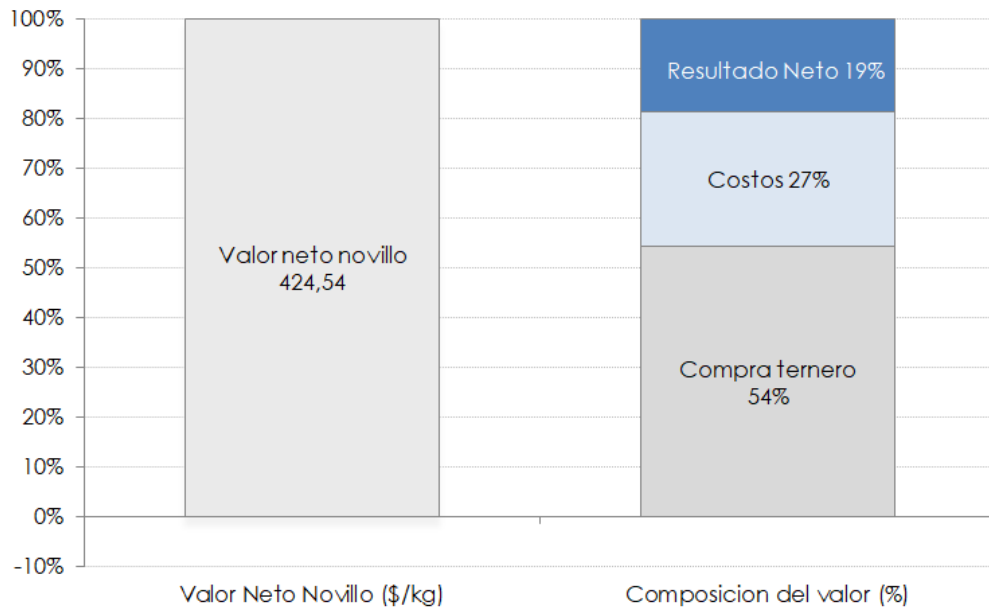 100%
90%
80%
70%
60%
50%
40%
30%
20%
10%
0%
-10%
Valor neto novillo
424,54
Resultado Neto 19%
Costos 27%
Compra ternero
54%
Valor Neto Novillo ($/kg)
Composicion del valor (%)